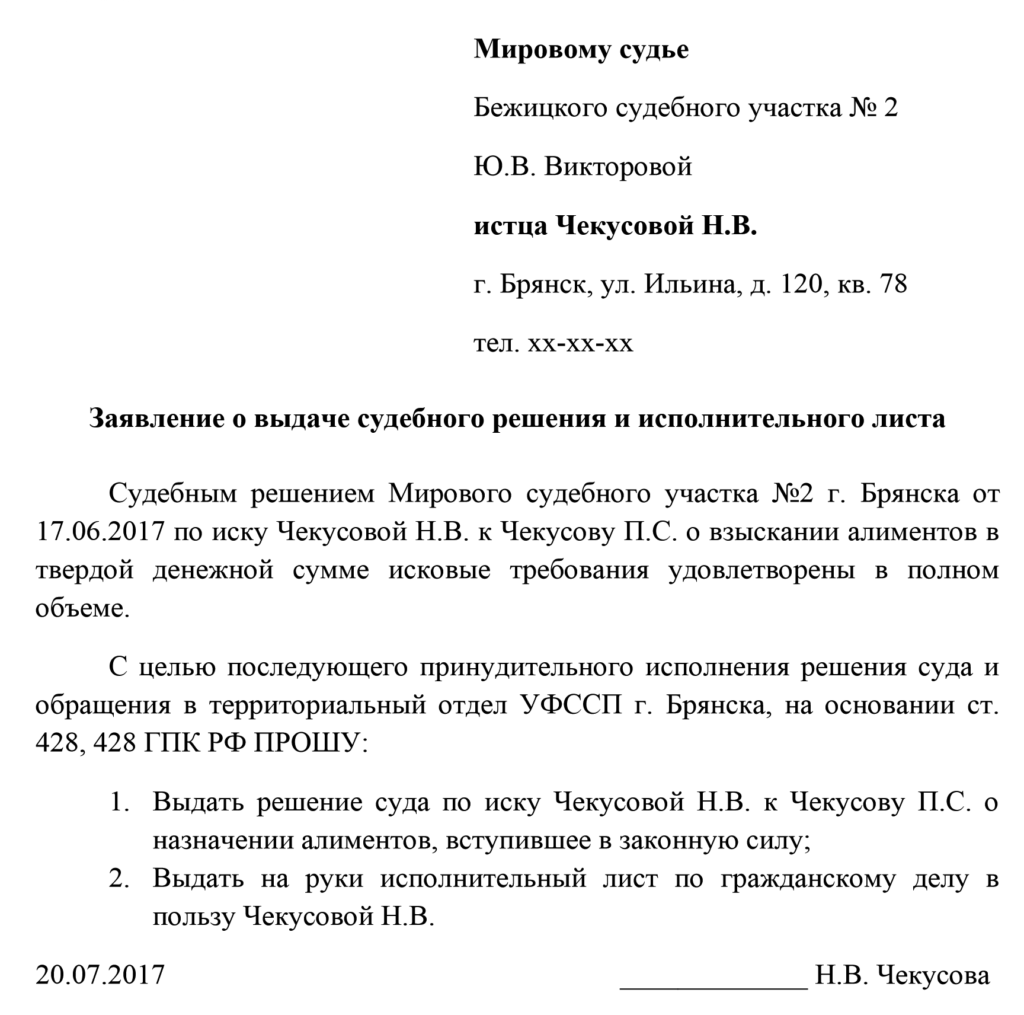 Мировому судье
Бежицкого судебного участка № 2
Ю.В. Викторовой
истца Чекусовой Н.В.
г. Брянск, ул. Ильина, д. 120, кв. 78
тел. хх-хх-хх
Заявление о выдаче судебного решения и исполнительного листа
Судебным решением Мирового судебного участка №2 г. Брянска от
17.06.2017 по иску Чекусовой Н.В. к Чекусову П.С. о взыскании алиментов в
твердой денежной сумме исковые требования удовлетворены в полном
объеме.
С целью последующего принудительного исполнения решения суда и
обращения в территориальный отдел УФССП г. Брянска, на основании ст.
428, 428 ГПК РФ ПРОШУ:
1. Выдать решение суда по иску Чекусовой Н.В. к Чекусову П.С. о
назначении алиментов, вступившее в законную силу;
2. Выдать на руки исполнительный лист по гражданскому делу в
пользу Чекусовой Н.В.
20.07.2017 _____________ Н.В. Чекусова